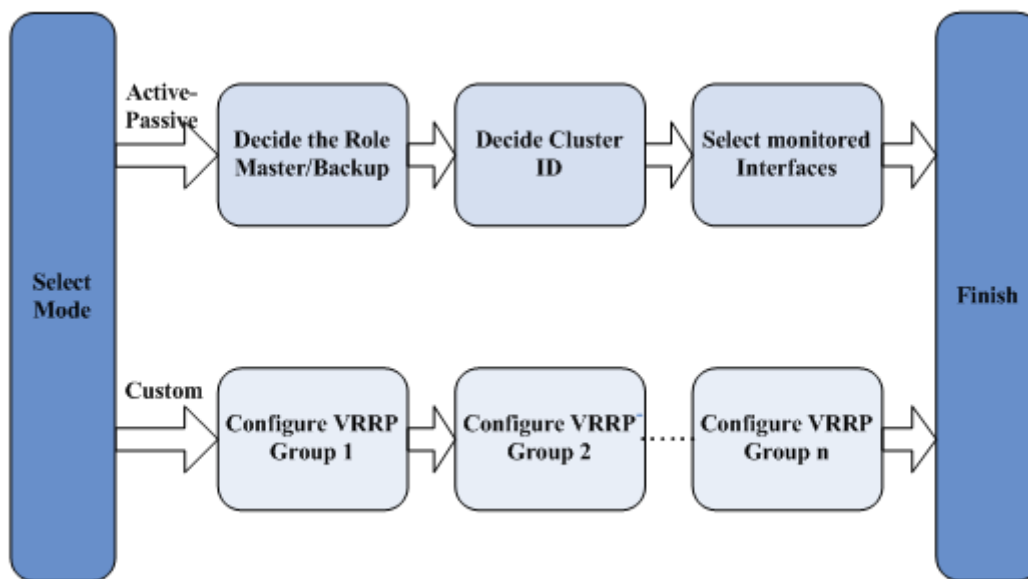 Select
Mode
Active-
Passive
Decide the Role
Master/Backup
Decide Cluster
ID
Select monitored
Interfaces
Custom
Configure VRRP
Group 1
Configure VRRP
Group 2
Configure VRRP
Group n
Finish